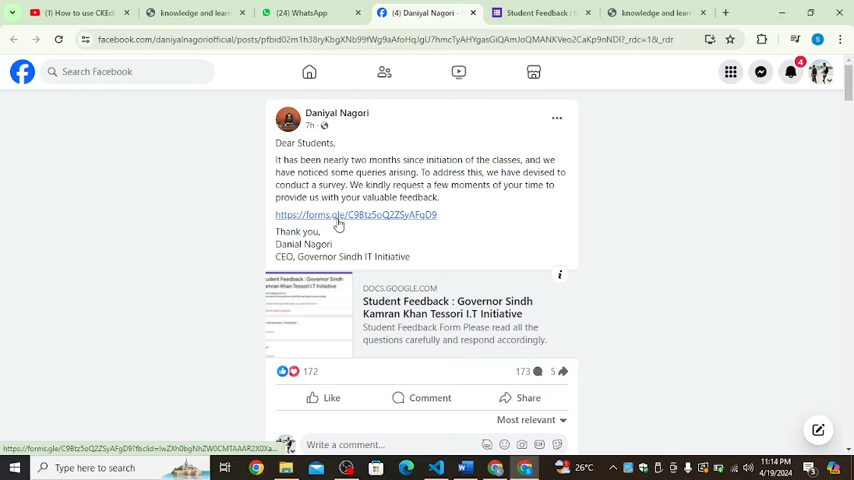 (1) How to use CKEdi
knowledge and lear
(24) WhatsApp
(4) Daniyal Nagori -
Student Feedback : G
knowledge and learn
facebook.com/daniyalnagoriofficial/posts/
Search Facebook
4
Daniyal Nagori
7h
Dear Students,
It has been nearly two months since initiation of the classes, and we
have noticed some queries arising. To address this, we have devised to
conduct a survey. We kindly request a few moments of your time to
provide us with your valuable feedback.
https://forms.gle/C9Btz5oQ2ZSyAFgD9
Thank you,
Danial Nagori
CEO, Governor Sindh IT Initiative
DOCS.GOOGLE.COM
Student Feedback : Governor Sindh
Kamran Khan Tessori I.T Initiative
Student Feedback Form Please read all the
questions carefully and respond accordingly.
172
173
5
Like
Comment
Share
Most relevant
Write a comment...
Type here to search
26°C
11:14 PM
4/19/2024